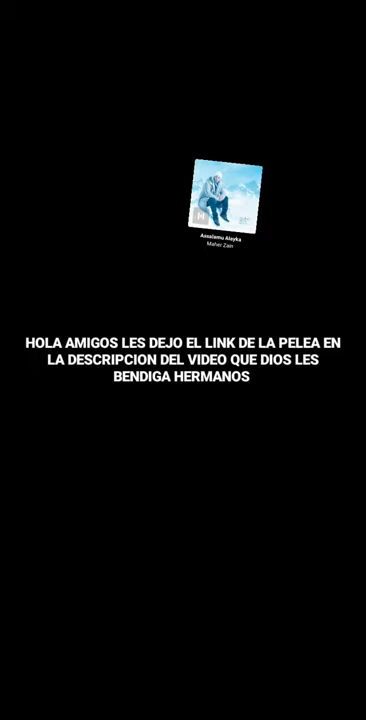 Assalamu Alayka
Maher Zain
HOLA AMIGOS LES DEJO EL LINK DE LA PELEA EN
LA DESCRIPCION DEL VIDEO QUE DIOS LES
BENDIGA HERMANOS